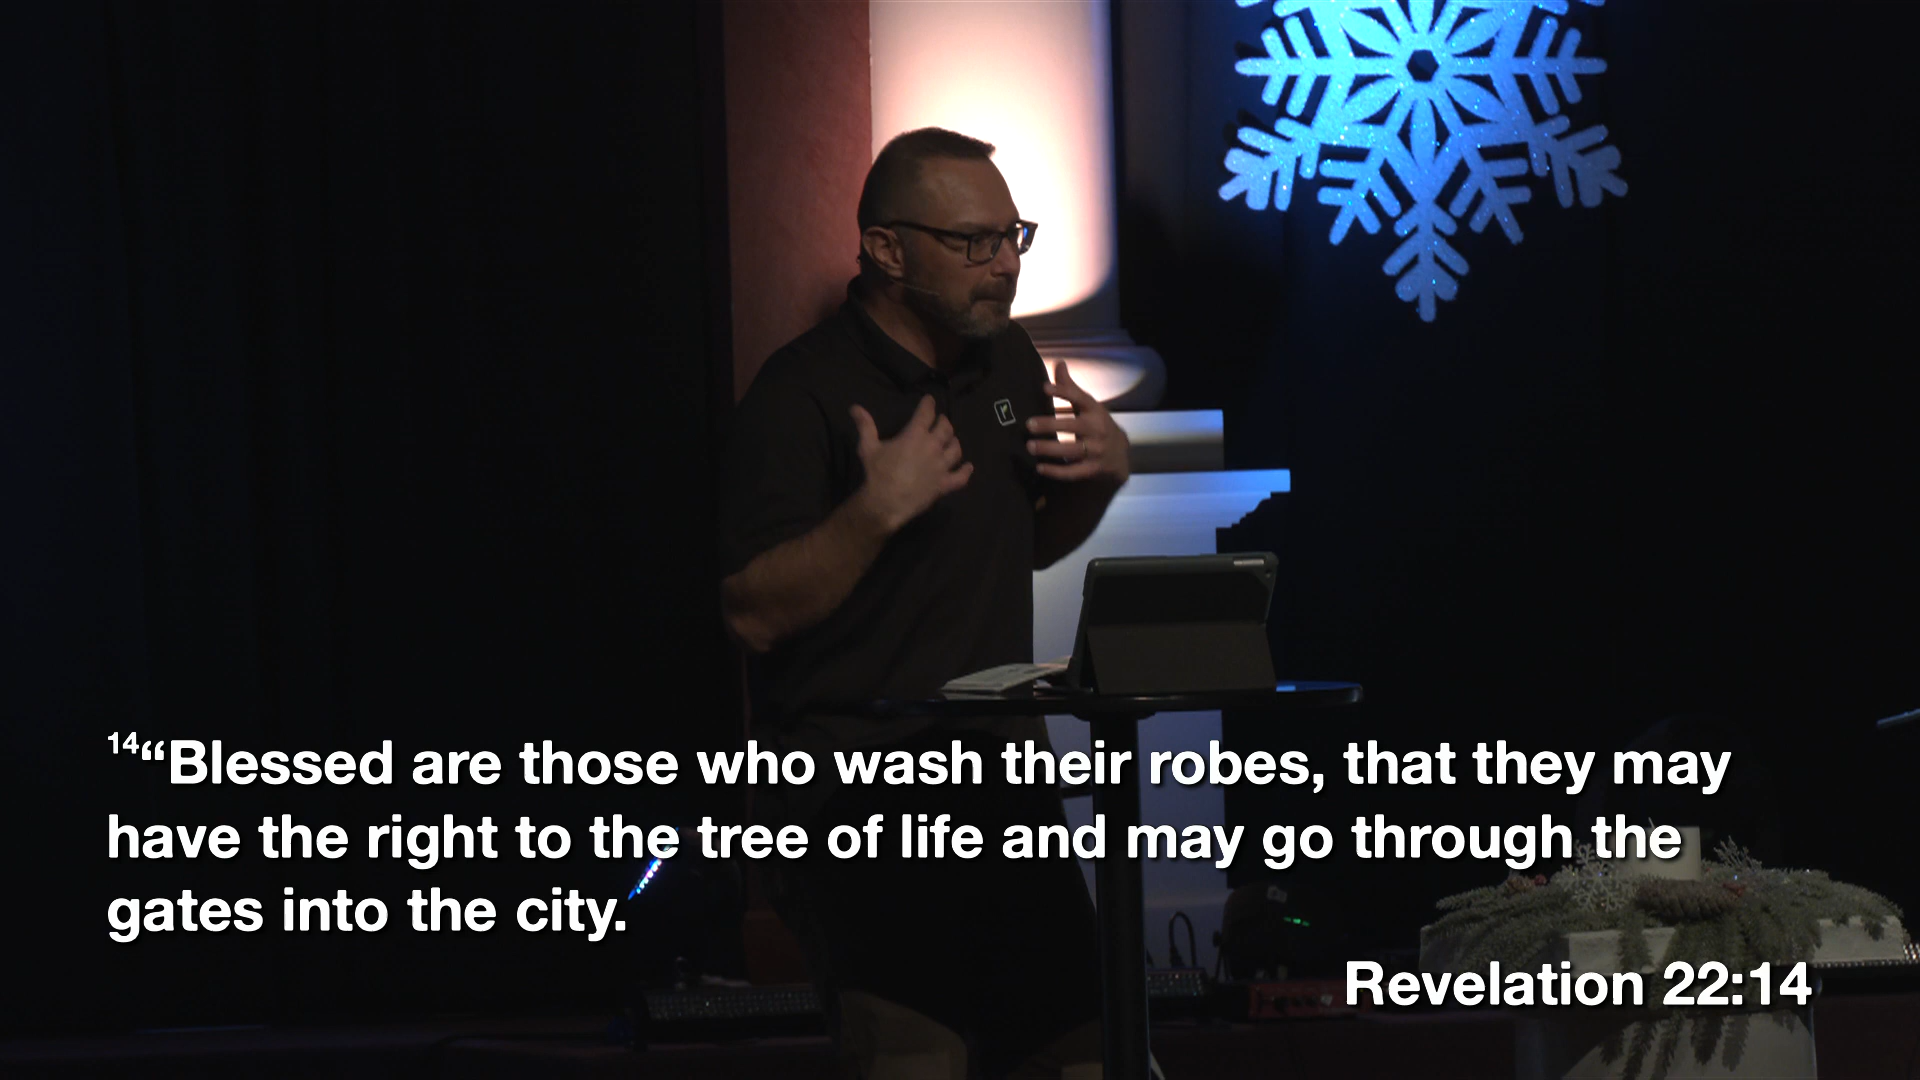 14“Blessed are those who wash their robes, that they may
have the right to the tree of life and may go through the
gates into the city.
Revelation 22:14